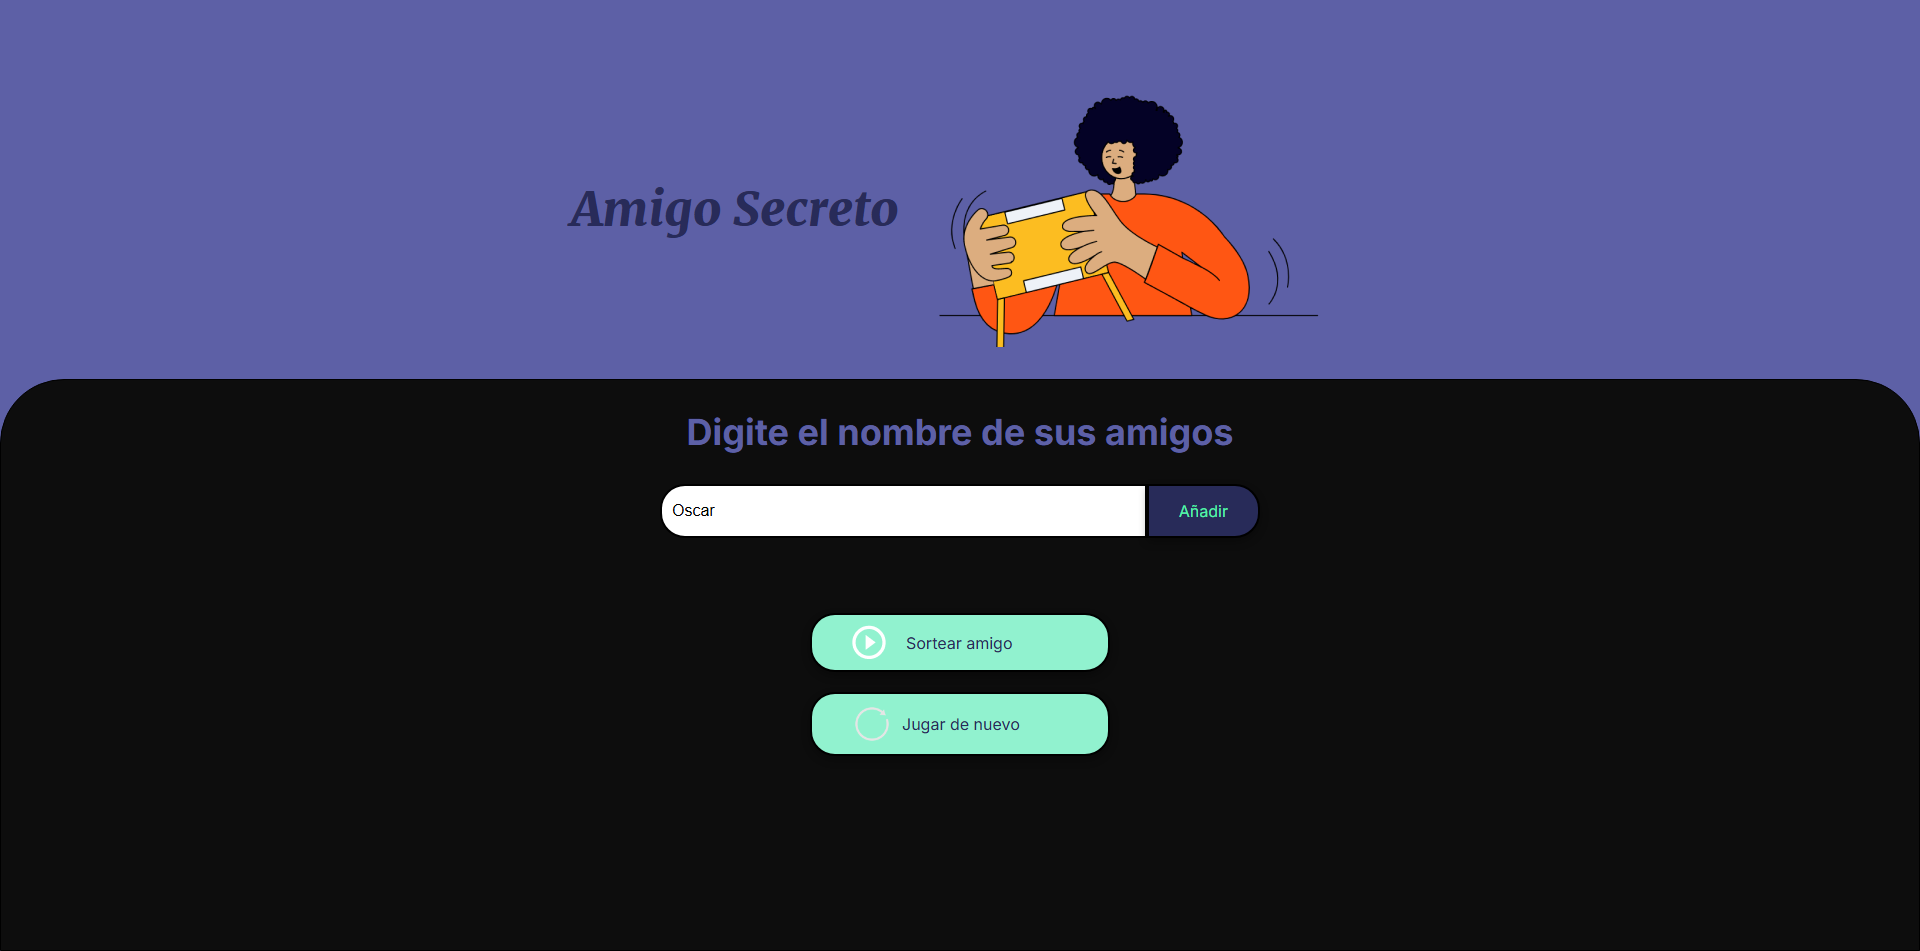 Amigo Secreto
Digite el nombre de sus amigos
Oscar
Añadir
Sortear amigo
Jugar de nuevo